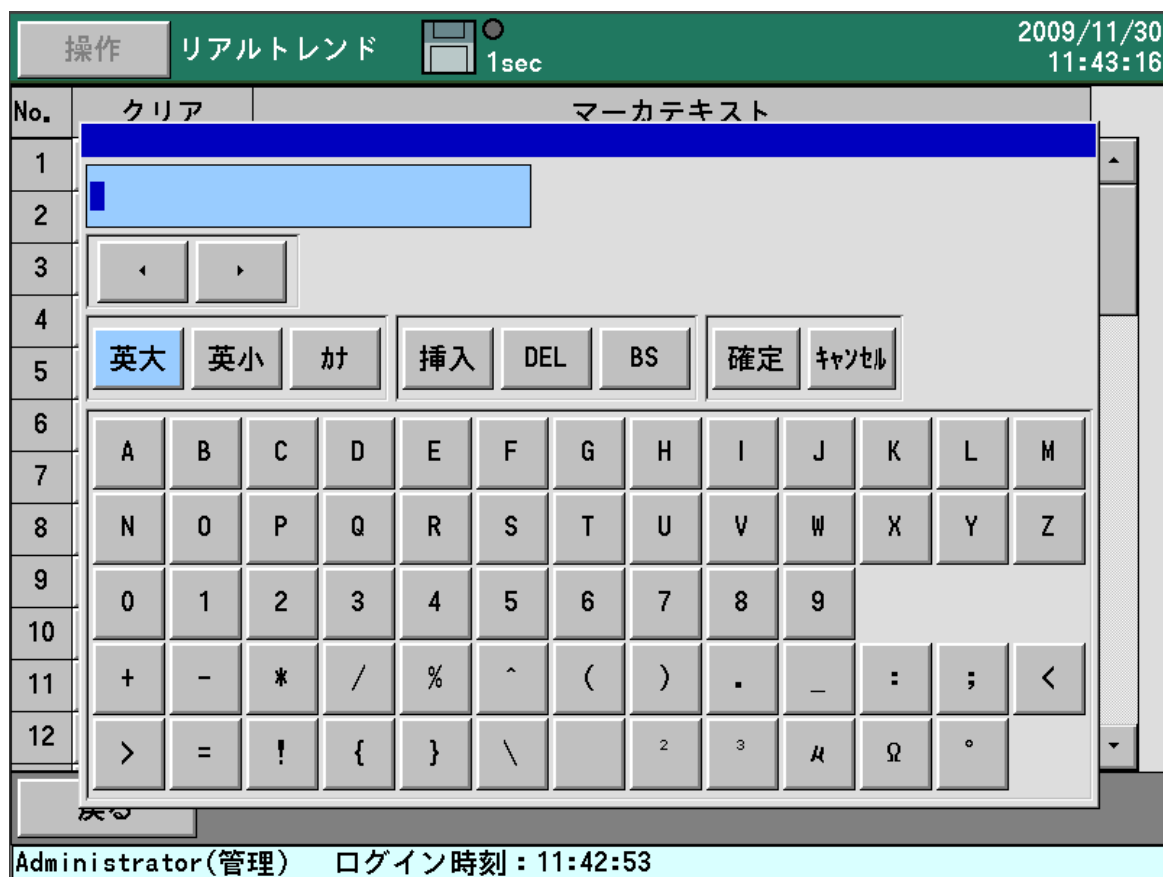 操作 リアルトレンド 1sec 2009/11/30
11:43:16
No. クリア マーカテキスト
1
2
3
4
5
6
7
8
9
10
11
12
英大 英小 ｶﾅ 挿入 DEL BS 確定 ｷｬﾝｾﾙ
A B C D E F G H I J K L M
N O P Q R S T U V W X Y Z
0 1 2 3 4 5 6 7 8 9
+ - * / % ^ ( ) . _ : ; <
> = ! { } \ ² ³ μ Ω °
戻る
Administrator(管理) ログイン時刻：11:42:53